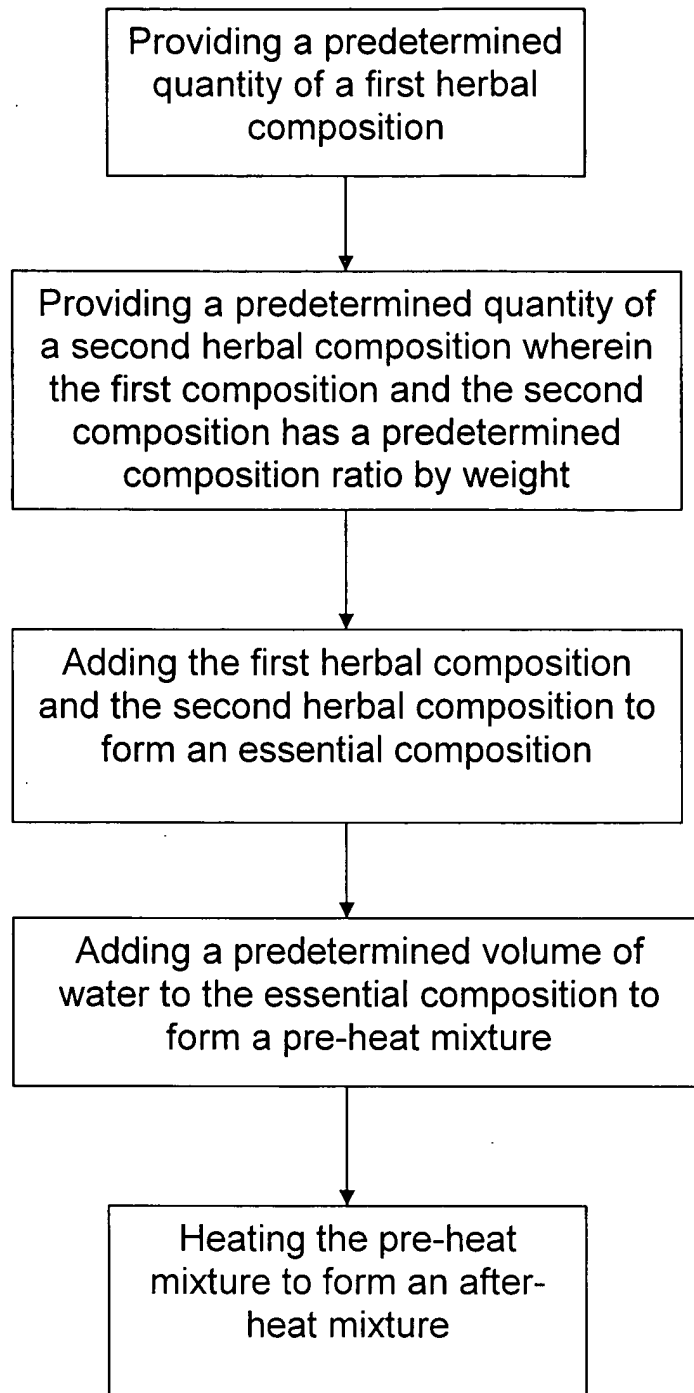 Providing a predetermined
quantity of a first herbal
composition
Providing a predetermined quantity of
a second herbal composition wherein
the first composition and the second
composition has a predetermined
composition ratio by weight
Adding the first herbal composition
and the second herbal composition to
form an essential composition
Adding a predetermined volume of
water to the essential composition to
form a pre-heat mixture
Heating the pre-heat
mixture to form an after-
heat mixture